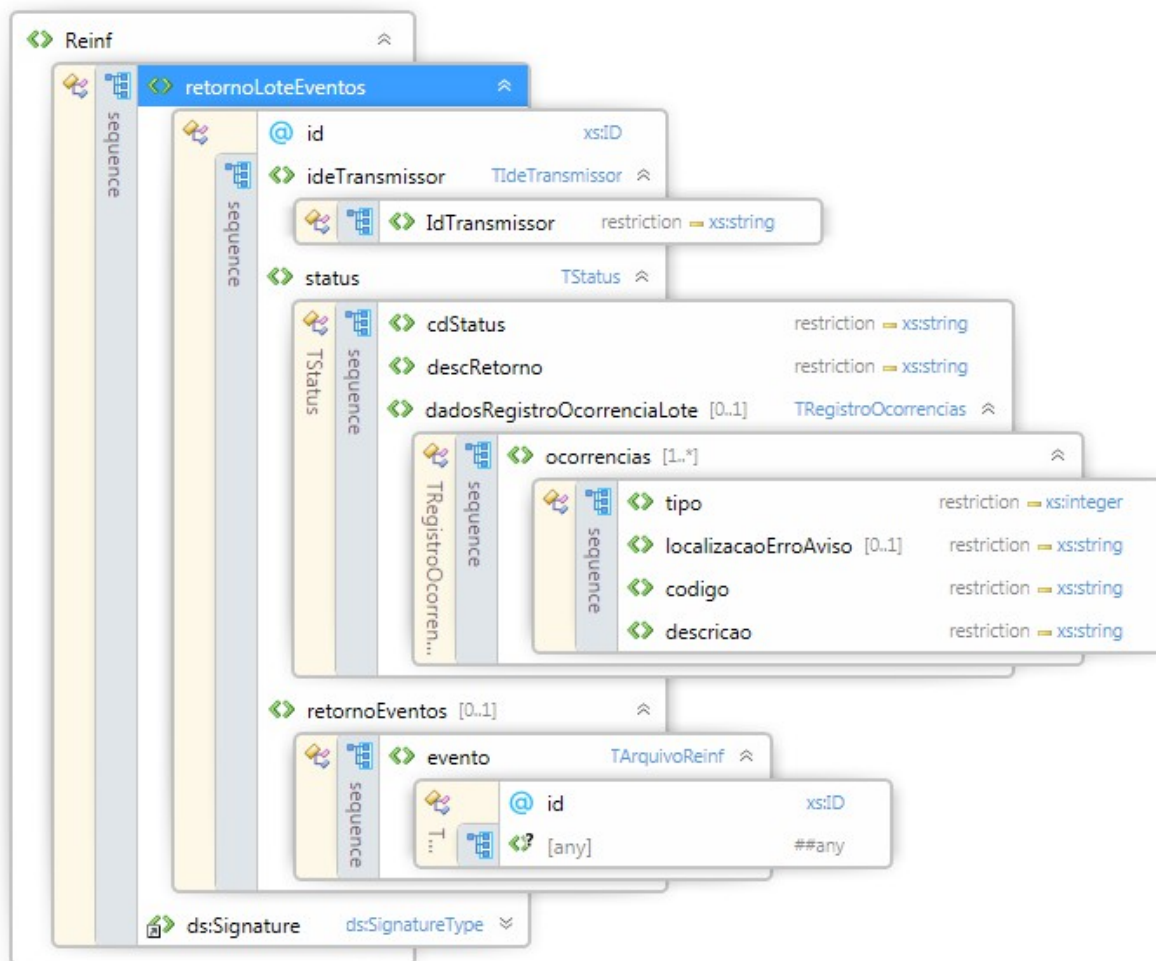 Reinf
sequence
retornoLoteEventos
sequence
id xs:ID
ideTransmissor TIdeTransmissor
IdTransmissor restriction xs:string
status TStatus
TStatus
sequence
cdStatus restriction xs:string
descRetorno restriction xs:string
dadosRegistroOcorrenciaLote [0..1] TRegistroOcorrencias
TRegistroOcorren...
sequence
ocorrencias [1..*]
sequence
tipo restriction xs:integer
localizacaoErroAviso [0..1] restriction xs:string
codigo restriction xs:string
descricao restriction xs:string
retornoEventos [0..1]
sequence
evento TArquivoReinf
T...
id xs:ID
[any] ##any
ds:Signature ds:SignatureType